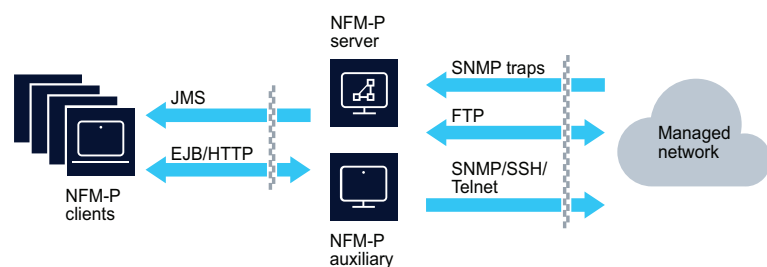 NFM-P
server
JMS
EJB/HTTP
NFM-P
clients
SNMP traps
FTP
SNMP/SSH/
Telnet
Managed
network
NFM-P
auxiliary